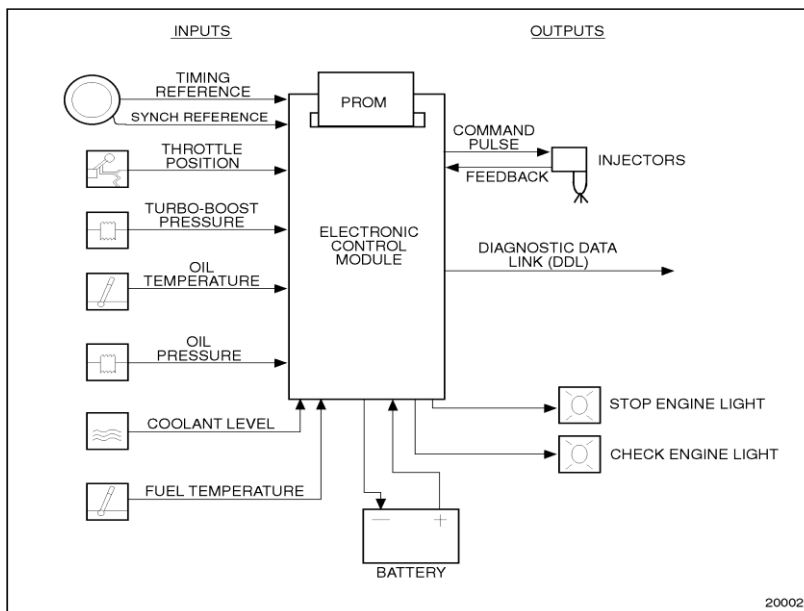 INPUTS
OUTPUTS
TIMING
REFERENCE
SYNCH REFERENCE
PROM
THROTTLE
POSITION
COMMAND
PULSE
FEEDBACK
INJECTORS
TURBO-BOOST
PRESSURE
ELECTRONIC
CONTROL
MODULE
OIL
TEMPERATURE
DIAGNOSTIC DATA
LINK (DDL)
OIL
PRESSURE
STOP ENGINE LIGHT
COOLANT LEVEL
CHECK ENGINE LIGHT
FUEL TEMPERATURE
— +
BATTERY
20002